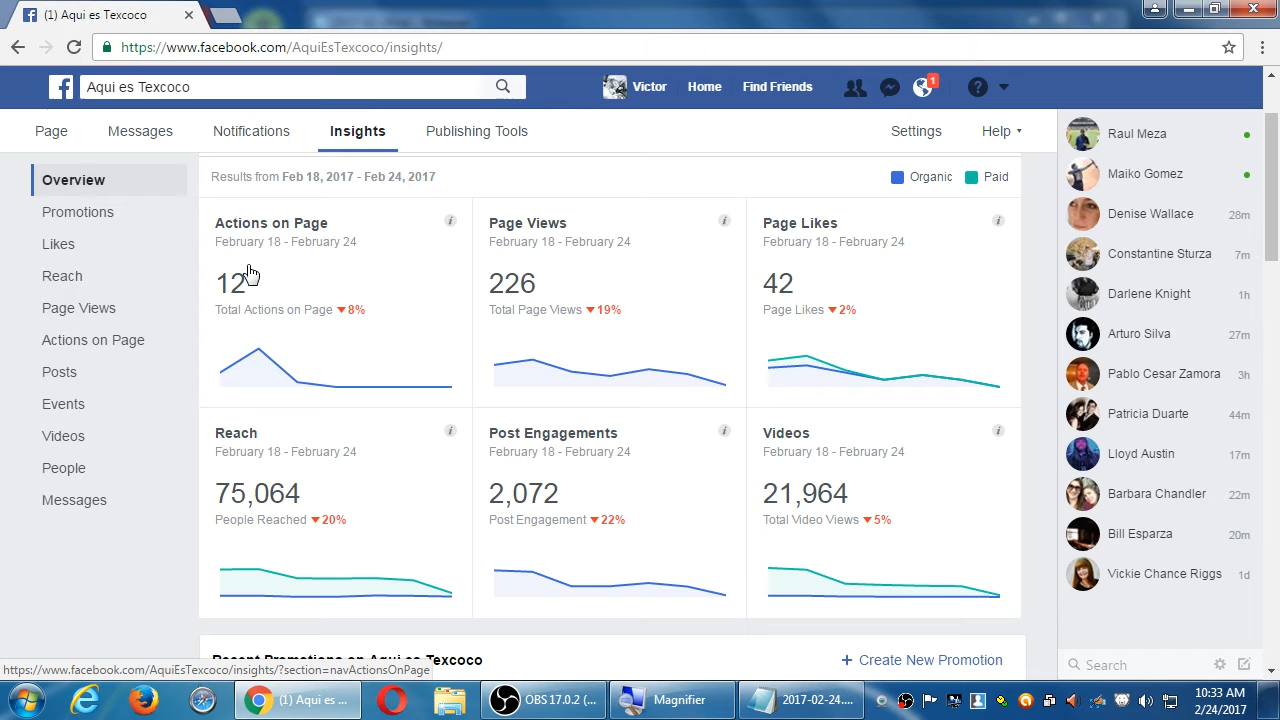 (1) Aqui es Texcoco
https://www.facebook.com/AquiEsTexcoco/insights/
Aqui es Texcoco
Victor Home Find Friends 1
Page Messages Notifications Insights Publishing Tools Settings Help
Overview
Promotions
Likes
Reach
Page Views
Actions on Page
Posts
Events
Videos
People
Messages
Results from Feb 18, 2017 - Feb 24, 2017
Organic Paid
Actions on Page
February 18 - February 24
12
Total Actions on Page 8%
Page Views
February 18 - February 24
226
Total Page Views 19%
Page Likes
February 18 - February 24
42
Page Likes 2%
Reach
February 18 - February 24
75,064
People Reached 20%
Post Engagements
February 18 - February 24
2,072
Post Engagement 22%
Videos
February 18 - February 24
21,964
Total Video Views 5%
Recent Promotions on Aqui es Texcoco
+ Create New Promotion
Raul Meza
Maiko Gomez
Denise Wallace 28m
Constantine Sturza 7m
Darlene Knight 1h
Arturo Silva 27m
Pablo Cesar Zamora 3h
Patricia Duarte 44m
Lloyd Austin 17m
Barbara Chandler 22m
Bill Esparza 20m
Vickie Chance Riggs 1d
Search
https://www.facebook.com/AquiEsTexcoco/insights/?section=navActionsOnPage
(1) Aqui es ...
OBS 17.0.2 (...
Magnifier
2017-02-24....
10:33 AM
2/24/2017